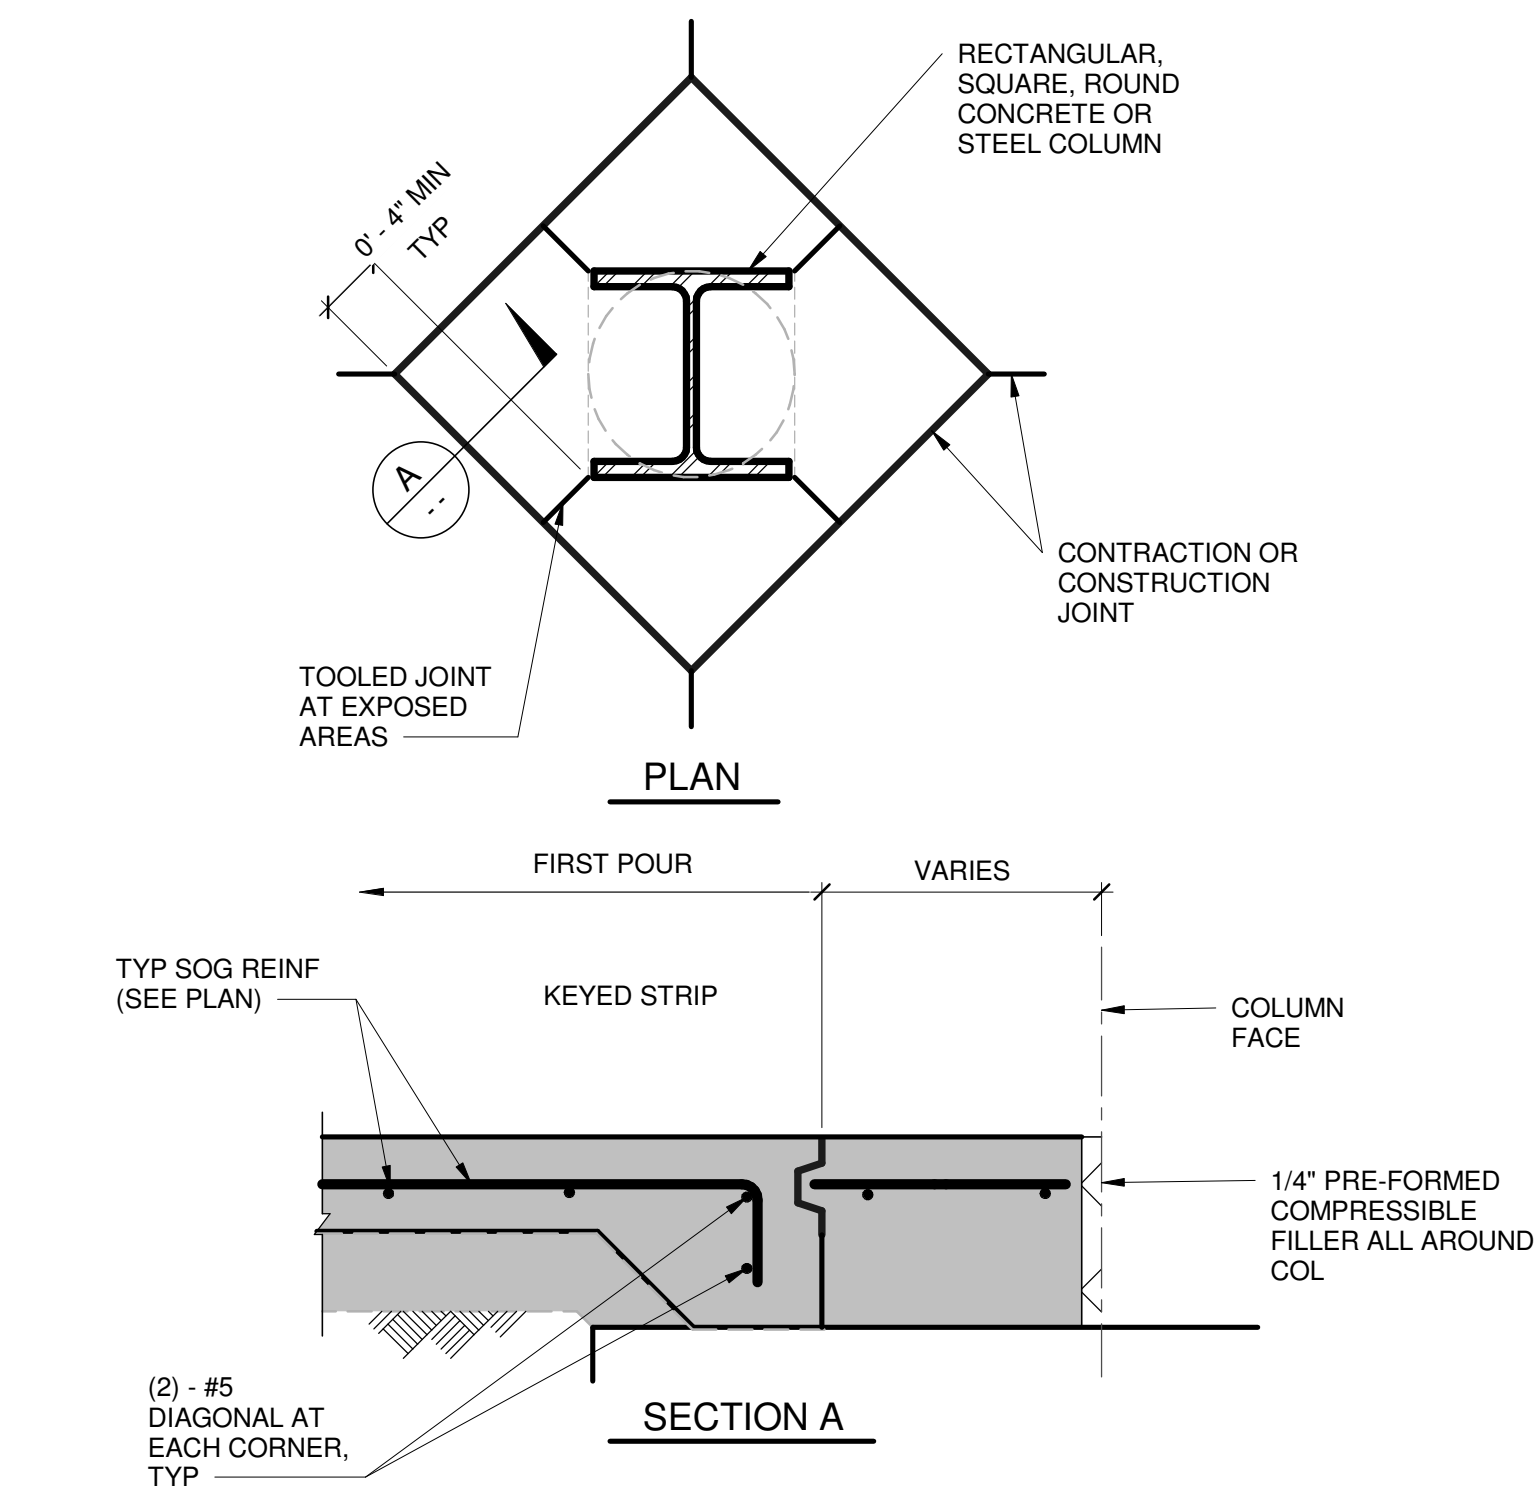 RECTANGULAR,
SQUARE, ROUND
CONCRETE OR
STEEL COLUMN
0' - 4" MIN
TYP
A
- -
CONTRACTION OR
CONSTRUCTION
JOINT
TOOLED JOINT
AT EXPOSED
AREAS
PLAN
FIRST POUR
VARIES
TYP SOG REINF
(SEE PLAN)
KEYED STRIP
COLUMN
FACE
1/4" PRE-FORMED
COMPRESSIBLE
FILLER ALL AROUND
COL
(2) - #5
DIAGONAL AT
EACH CORNER,
TYP
SECTION A